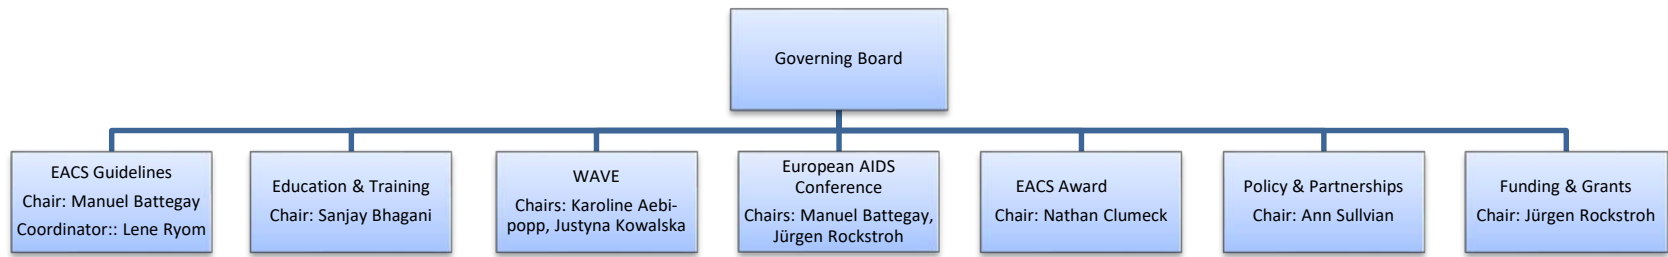 Governing Board
EACS Guidelines
Chair: Manuel Battegay
Coordinator:: Lene Ryom
Education & Training
Chair: Sanjay Bhagani
WAVE
Chairs: Karoline Aebi-
popp, Justyna Kowalska
European AIDS
Conference
Chairs: Manuel Battegay,
Jürgen Rockstroh
EACS Award
Chair: Nathan Clumeck
Policy & Partnerships
Chair: Ann Sullvian
Funding & Grants
Chair: Jürgen Rockstroh